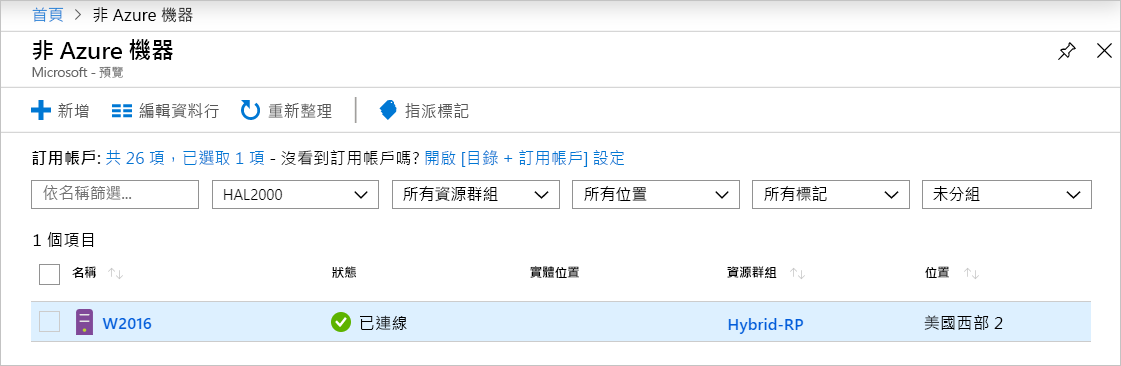 首頁 > 非 Azure 機器
非 Azure 機器
Microsoft - 預覽
新增 編輯資料行 重新整理 指派標記
訂用帳戶: 共 26 項，已選取 1 項 - 沒看到訂用帳戶嗎? 開啟 [目錄 + 訂用帳戶] 設定
依名稱篩選... HAL2000 所有資源群組 所有位置 所有標記 未分組
1 個項目
名稱 狀態 實體位置 資源群組 位置
W2016 已連線 Hybrid-RP 美國西部 2